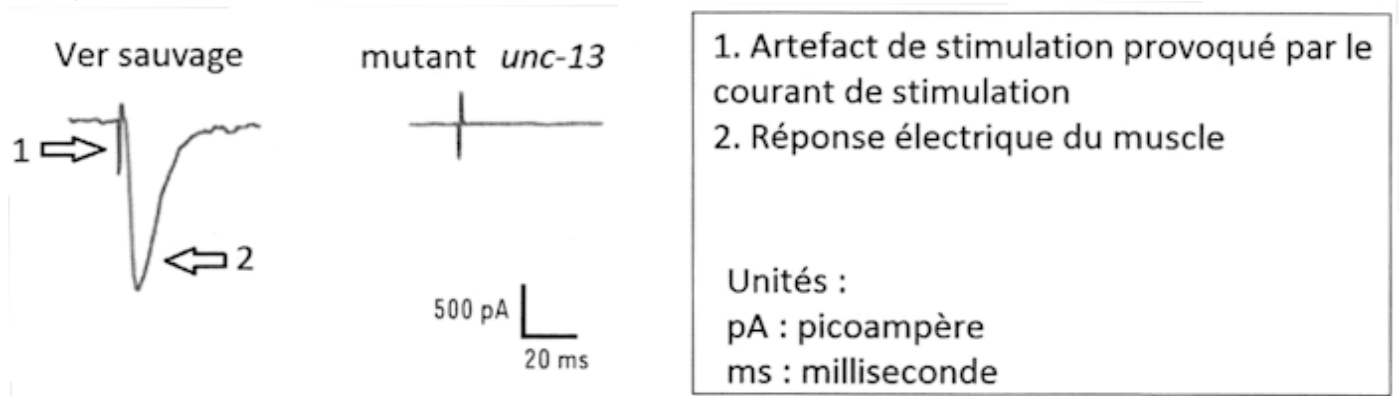 Ver sauvage
mutant unc-13
1
2
500 pA
20 ms
1. Artefact de stimulation provoqué par le
courant de stimulation
2. Réponse électrique du muscle
Unités :
pA : picoampère
ms : milliseconde